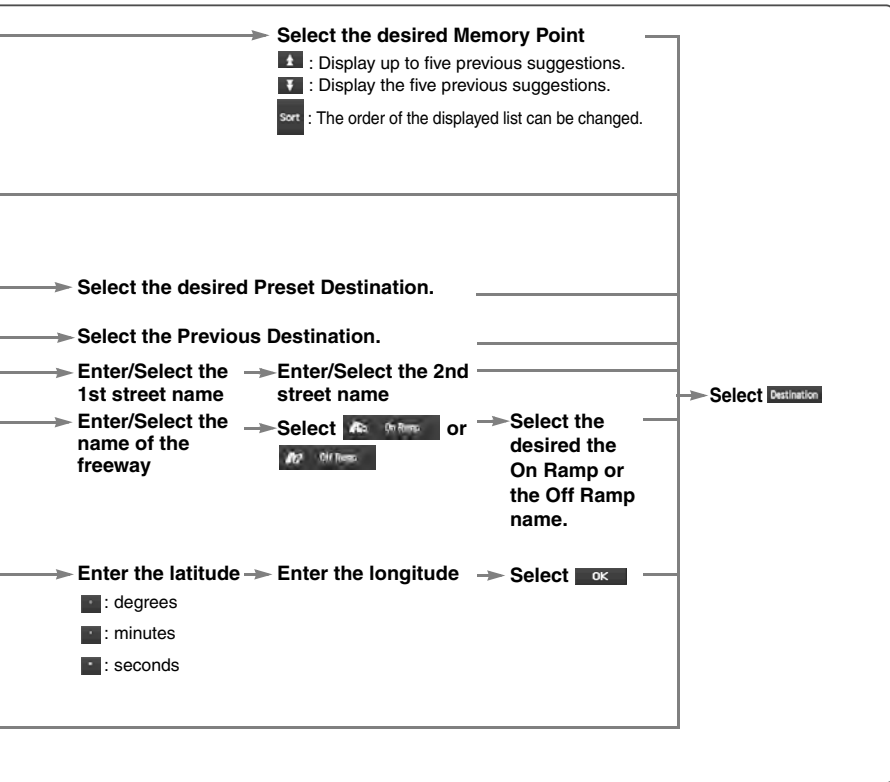 Select the desired Memory Point
: Display up to five previous suggestions.
: Display the five previous suggestions.
Sort : The order of the displayed list can be changed.
Select the desired Preset Destination.
Select the Previous Destination.
Enter/Select the
1st street name
Enter/Select the 2nd
street name
Enter/Select the
name of the
freeway
Select On Ramp or
Off Ramp
Select the
desired the
On Ramp or
the Off Ramp
name.
Select Destination
Enter the latitude
: degrees
: minutes
: seconds
Enter the longitude
Select OK